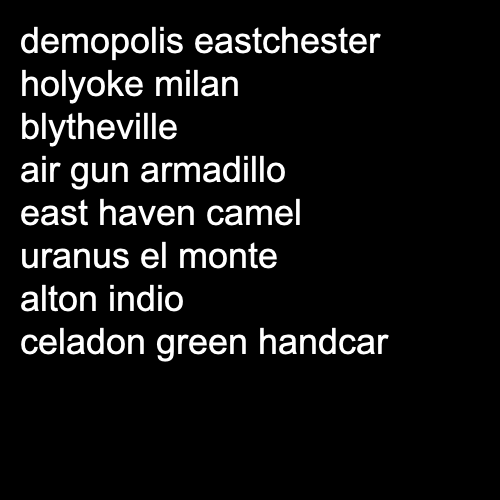 demopolis eastchester
holyoke milan
blytheville
air gun armadillo
east haven camel
uranus el monte
alton indio
celadon green handcar